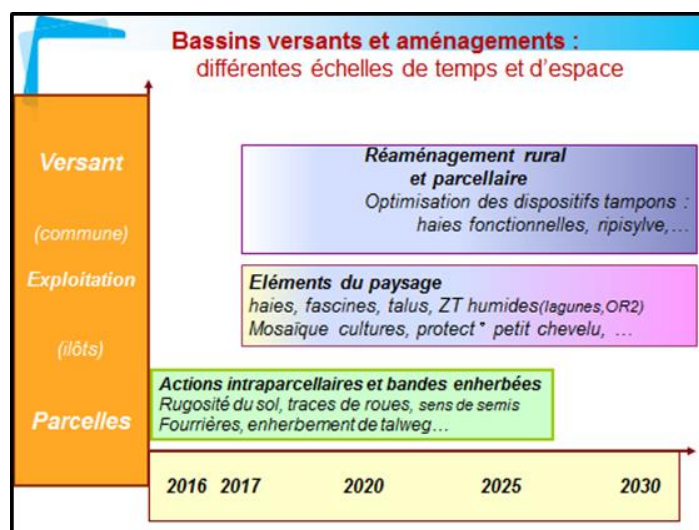 Bassins versants et aménagements :
différentes échelles de temps et d'espace
Versant
(commune)
Exploitation
(ilôts)
Parcelles
Réaménagement rural
et parcellaire
Optimisation des dispositifs tampons :
haies fonctionnelles, ripisylve,...
Eléments du paysage
haies, fascines, talus, ZT humides(lagunes,OR2)
Mosaïque cultures, protect° petit chevelu, ...
Actions intraparcellaires et bandes enherbées
Rugosité du sol, traces de roues, sens de semis
Fourrières, enherbement de talweg...
2016 2017 2020 2025 2030